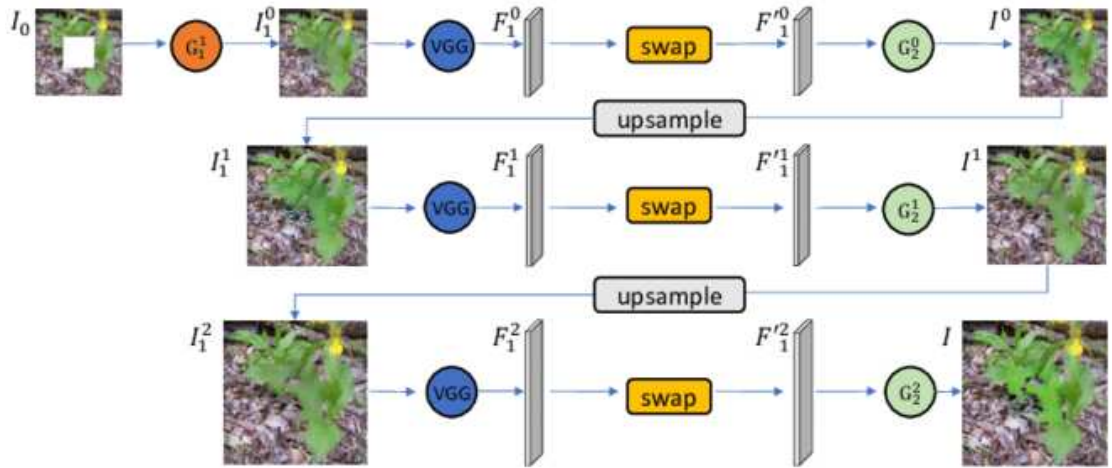 I_0 G_1^1 I_1^0 VGG F_1^0 swap F'_1^0 G_2^0 I^0
upsample
I_1^1 VGG F_1^1 swap F'_1^1 G_2^1 I^1
upsample
I_1^2 VGG F_1^2 swap F'_1^2 G_2^2 I